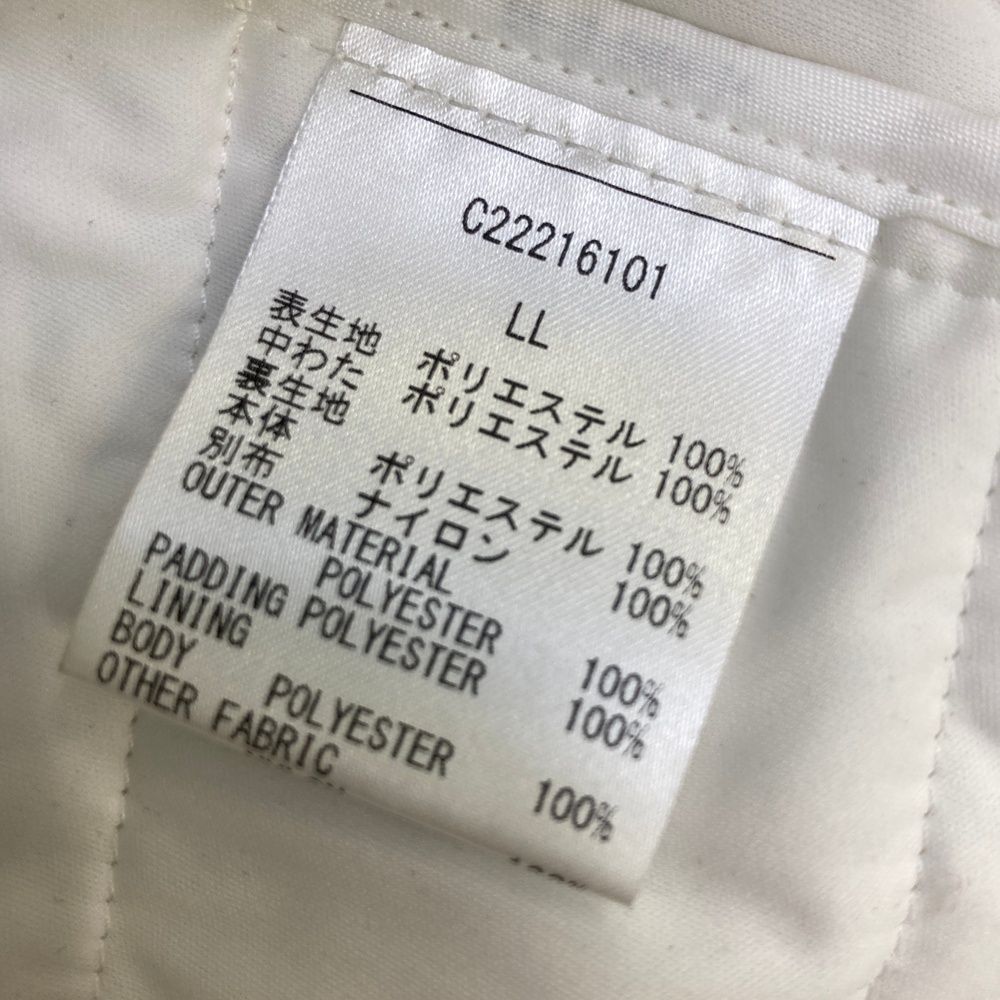 C22216101
LL
表生地 ポリエステル 100%
中わた ポリエステル 100%
裏生地
本体 ポリエステル 100%
別布 ナイロン 100%
OUTER MATERIAL
POLYESTER 100%
PADDING POLYESTER 100%
LINING
BODY POLYESTER 100%
OTHER FABRIC